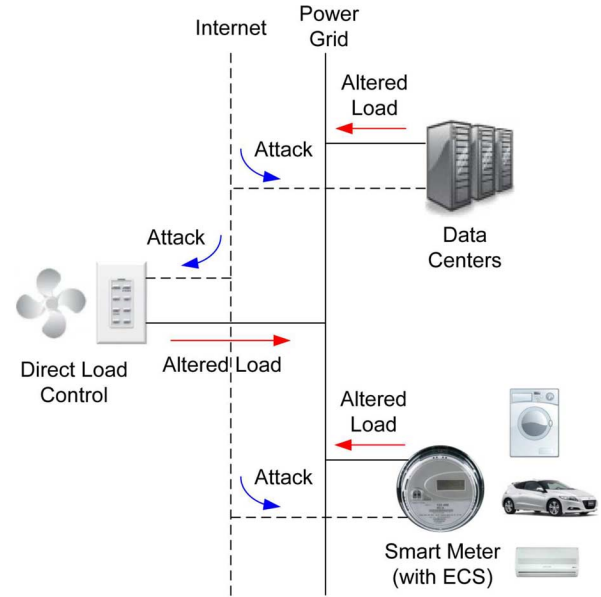 Internet
Power
Grid
Altered
Load
Attack
Data
Centers
Attack
Direct Load
Control
Altered Load
Altered
Load
Attack
Smart Meter
(with ECS)